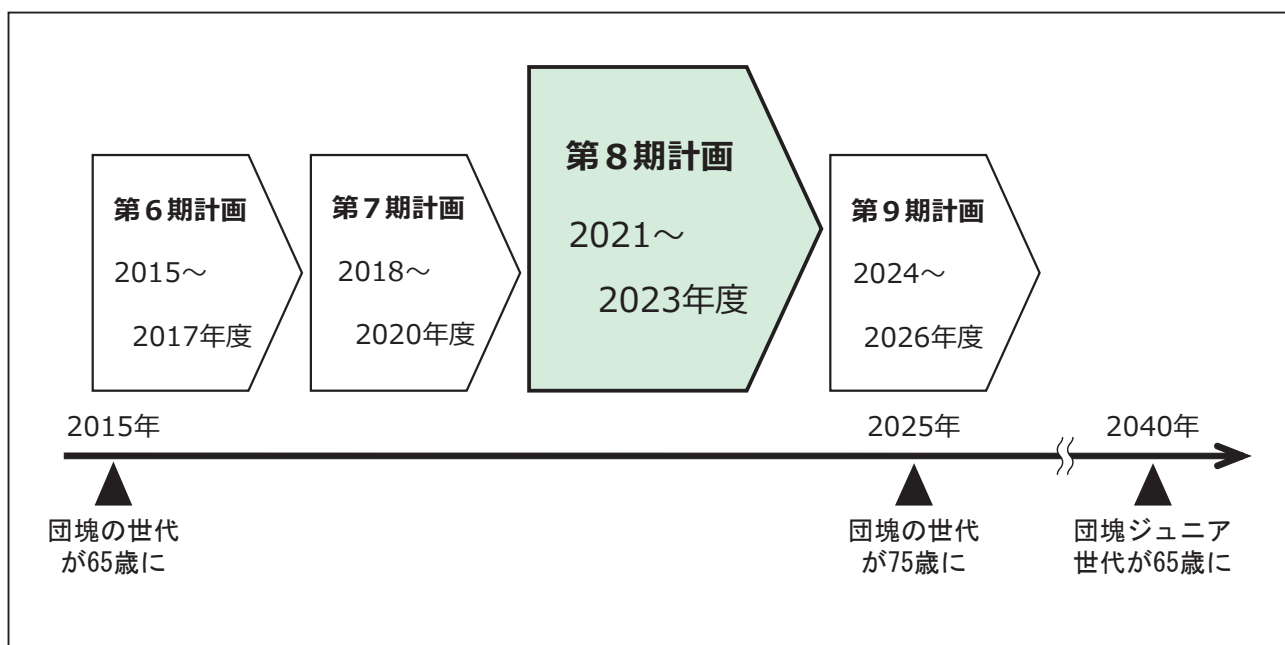 第６期計画
2015～
2017年度
第７期計画
2018～
2020年度
第８期計画
2021～
2023年度
第９期計画
2024～
2026年度
2015年
2025年
2040年
団塊の世代
が65歳に
団塊の世代
が75歳に
団塊ジュニア
世代が65歳に